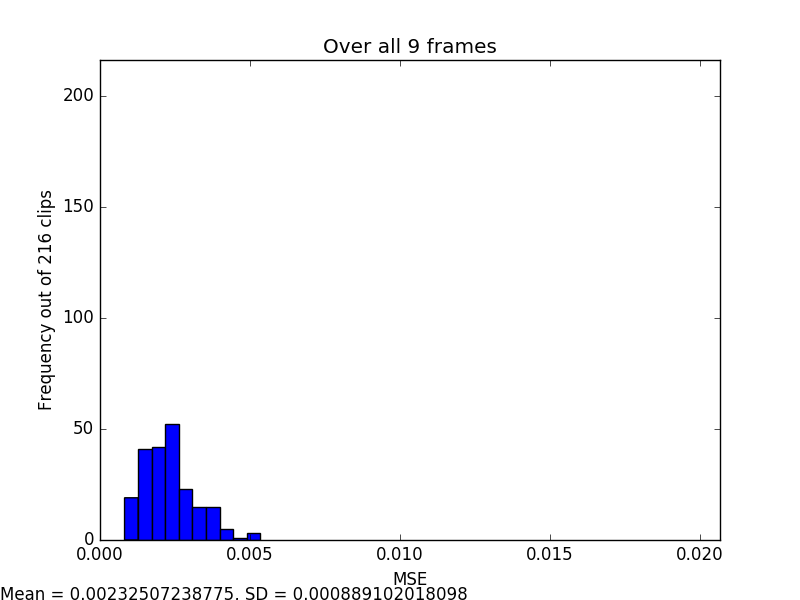 Over all 9 frames
200
150
100
50
0
Frequency out of 216 clips
0.000 0.005 0.010 0.015 0.020
MSE
Mean = 0.00232507238775. SD = 0.000889102018098